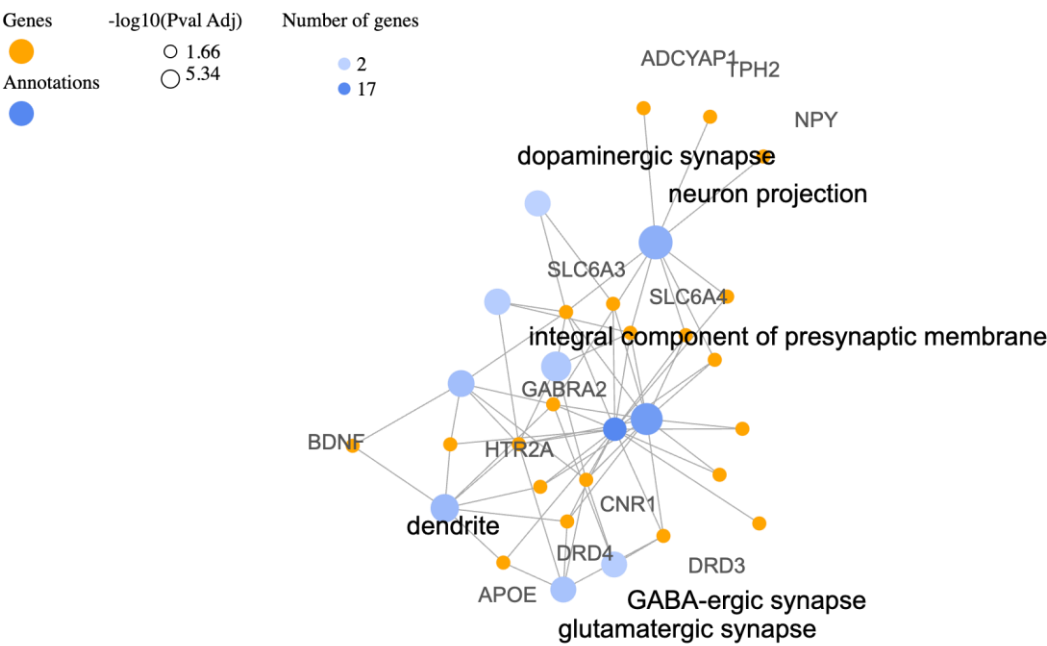 Genes
-log10(Pval Adj)
Number of genes
1.66
5.34
2
17
Annotations
ADCYAP1
TPH2
NPY
dopaminergic synapse
neuron projection
SLC6A3
SLC6A4
integral component of presynaptic membrane
GABRA2
BDNF
HTR2A
CNR1
dendrite
DRD4
DRD3
APOE
GABA-ergic synapse
glutamatergic synapse